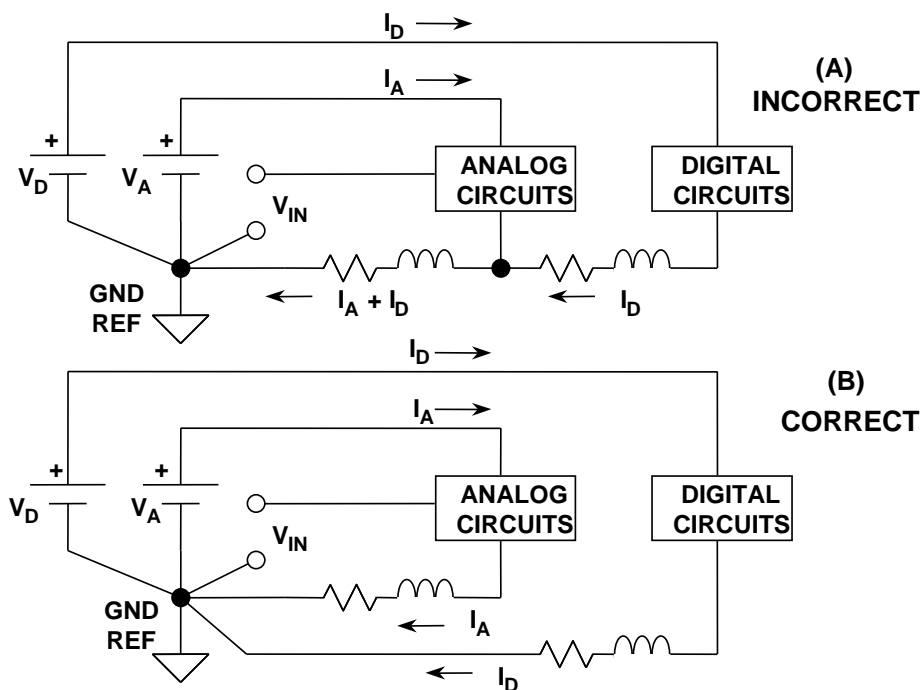 I_D
(A)
INCORRECT
I_A
+
+
V_D
V_A
V_IN
ANALOG
CIRCUITS
DIGITAL
CIRCUITS
GND
REF
I_A + I_D
I_D
I_D
(B)
CORRECT
I_A
+
+
V_D
V_A
V_IN
ANALOG
CIRCUITS
DIGITAL
CIRCUITS
GND
REF
I_A
I_D